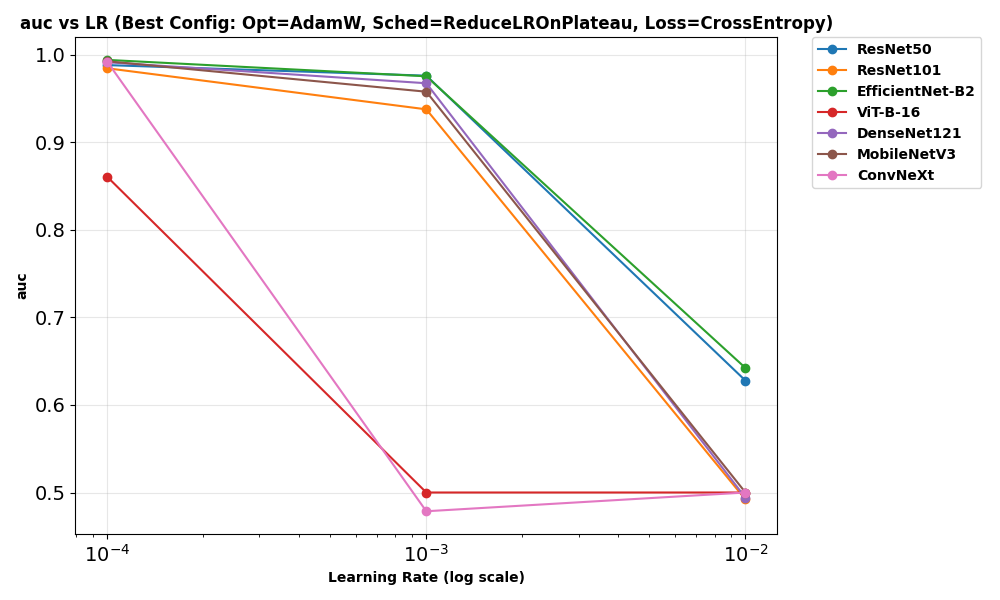 auc vs LR (Best Config: Opt=AdamW, Sched=ReduceLROnPlateau, Loss=CrossEntropy)
1.0
0.9
0.8
0.7
0.6
0.5
auc
10⁻⁴
10⁻³
10⁻²
Learning Rate (log scale)
ResNet50
ResNet101
EfficientNet-B2
ViT-B-16
DenseNet121
MobileNetV3
ConvNeXt